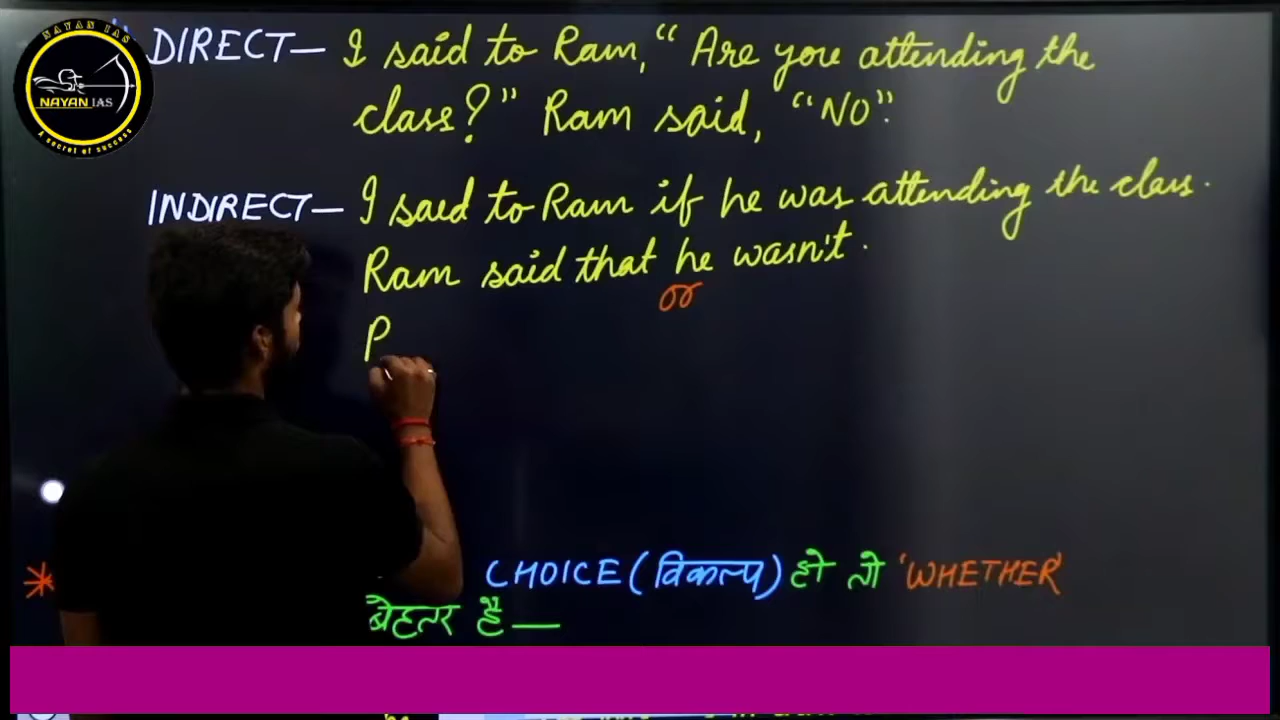 NAYAN IAS
NAYAN IAS
A secret of success
DIRECT— I said to Ram, “ Are you attending the
class?” Ram said, “NO”.
INDIRECT— I said to Ram if he was attending the class.
Ram said that he wasn't.
or
P
CHOICE (विकल्प) हो तो 'WHETHER'
बेहतर है—